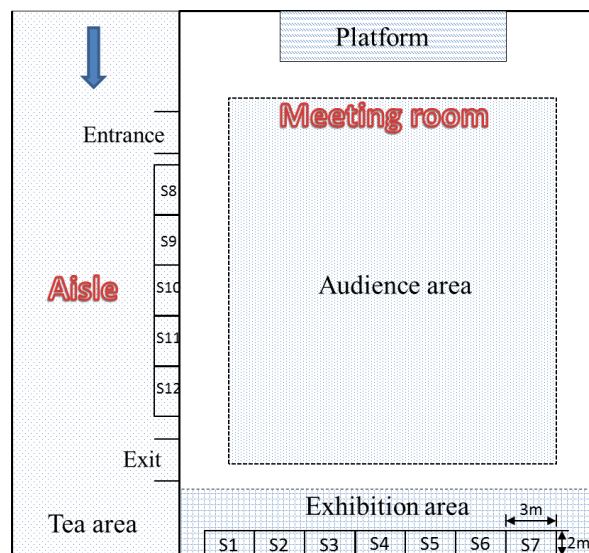 Platform
Meeting room
Entrance
S8
S9
Aisle
S10
Audience area
S11
S12
Exit
Exhibition area
3m
Tea area
S1 S2 S3 S4 S5 S6 S7 2m